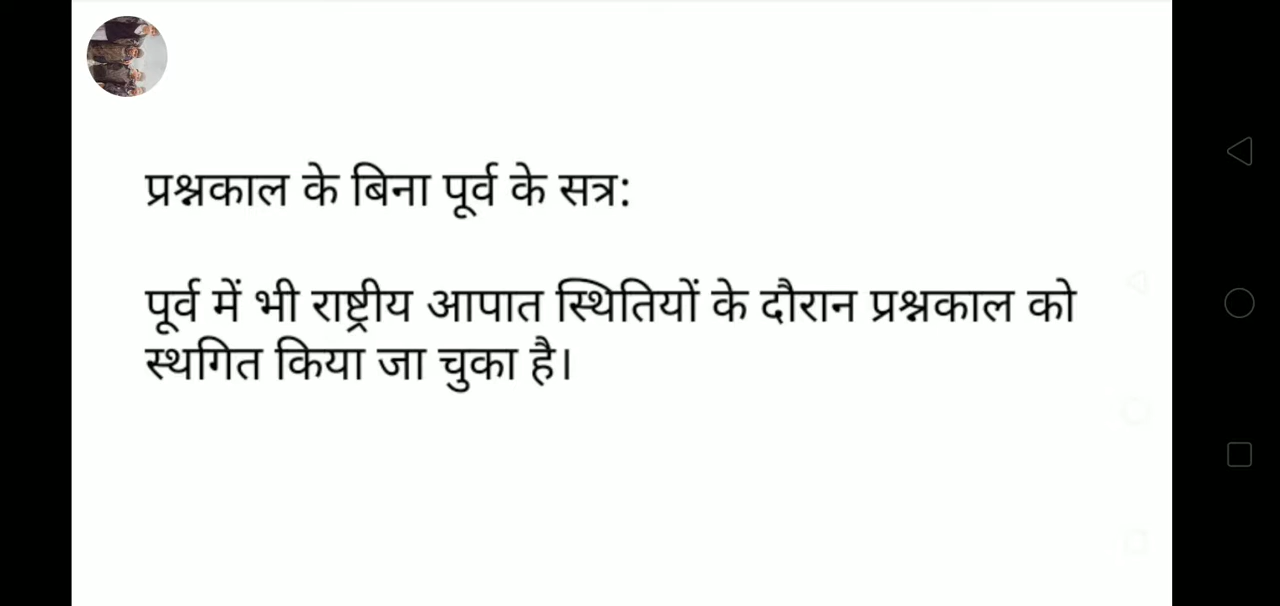 प्रश्नकाल के बिना पूर्व के सत्र:
पूर्व में भी राष्ट्रीय आपात स्थितियों के दौरान प्रश्नकाल को
स्थगित किया जा चुका है।